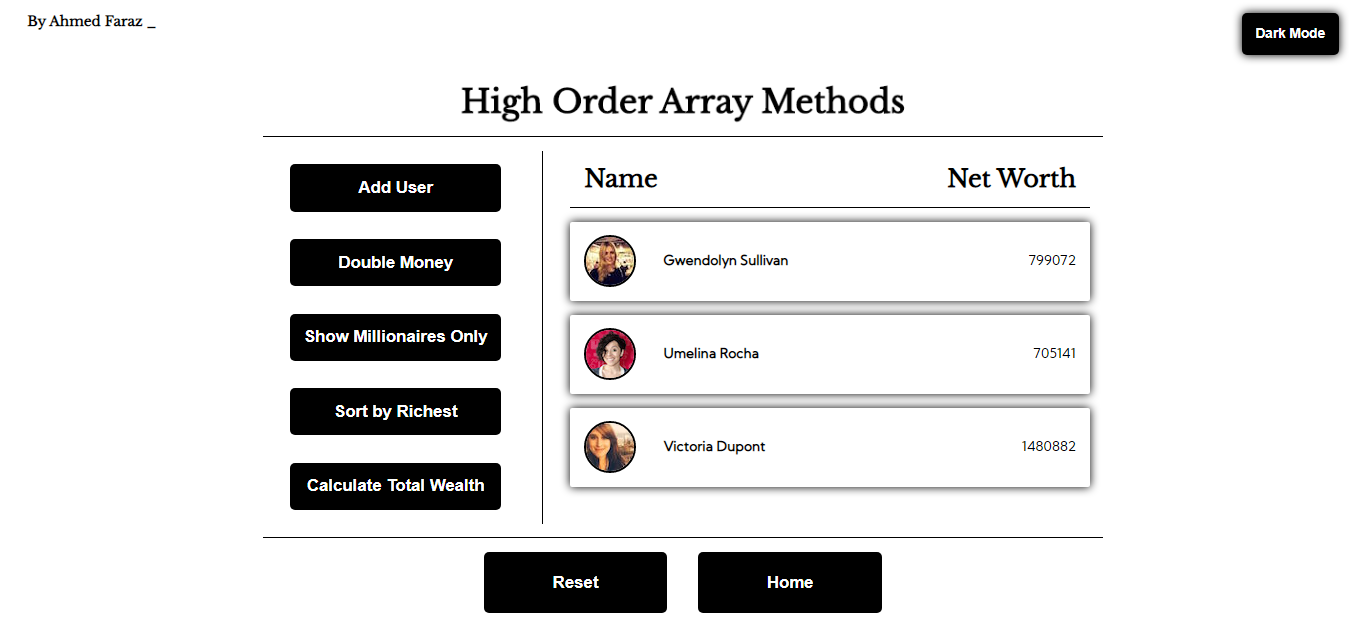 By Ahmed Faraz _
Dark Mode
High Order Array Methods
Add User
Double Money
Show Millionaires Only
Sort by Richest
Calculate Total Wealth
Name Net Worth
Gwendolyn Sullivan 799072
Umelina Rocha 705141
Victoria Dupont 1480882
Reset Home